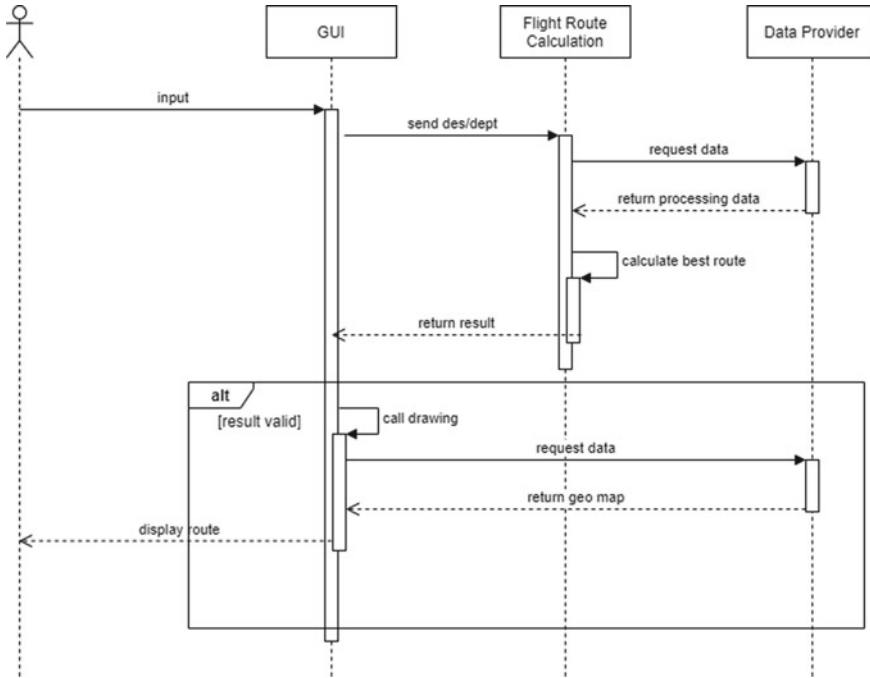 GUI
Flight Route
Calculation
Data Provider
input
send des/dept
request data
return processing data
calculate best route
return result
alt
[result valid]
call drawing
request data
return geo map
display route